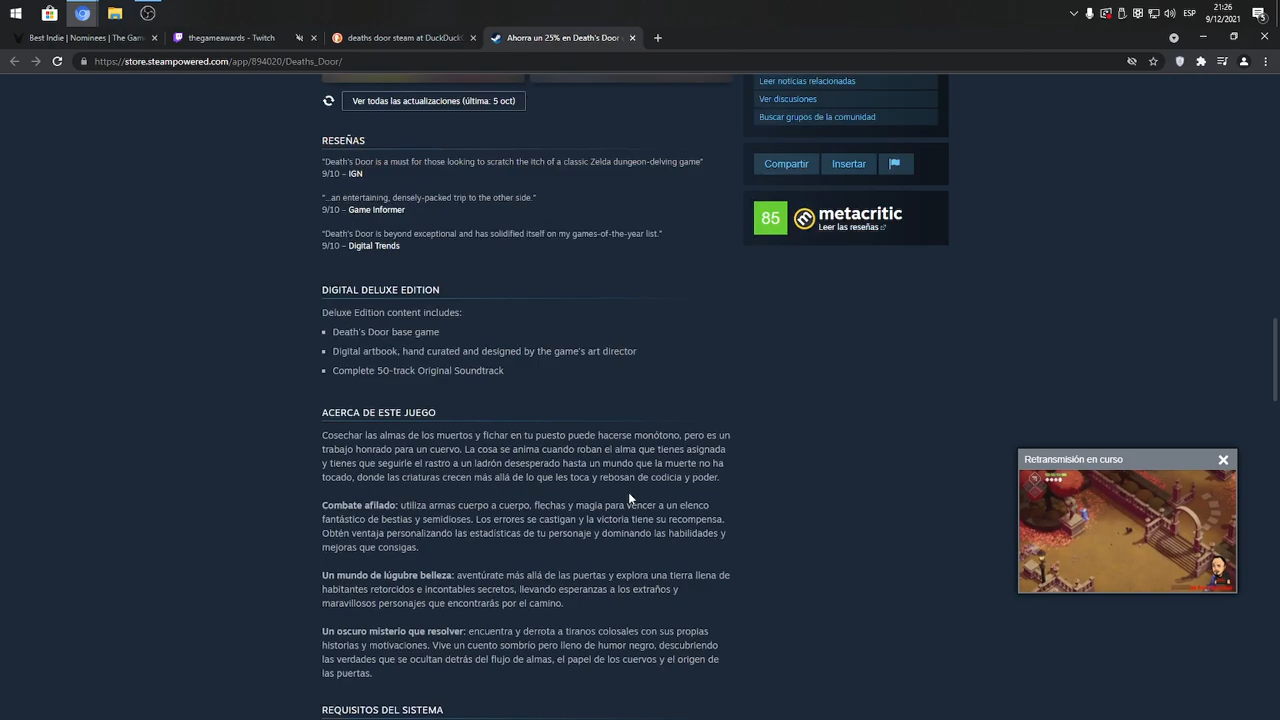 21:26
ESP
9/12/2021
Best Indie | Nominees | The Gam
thegameawards - Twitch
deaths door steam at DuckDuck
Ahorra un 25% en Death's Door
https://store.steampowered.com/app/894020/Deaths_Door/
Ver todas las actualizaciones (última: 5 oct)
RESEÑAS
“Death's Door is a must for those looking to scratch the itch of a classic Zelda dungeon-delving game”
9/10 – IGN
“...an entertaining, densely-packed trip to the other side.”
9/10 – Game Informer
“Death's Door is beyond exceptional and has solidified itself on my games-of-the-year list.”
9/10 – Digital Trends
DIGITAL DELUXE EDITION
Deluxe Edition content includes:
Death's Door base game
Digital artbook, hand curated and designed by the game's art director
Complete 50-track Original Soundtrack
ACERCA DE ESTE JUEGO
Cosechar las almas de los muertos y fichar en tu puesto puede hacerse monótono, pero es un
trabajo honrado para un cuervo. La cosa se anima cuando roban el alma que tienes asignada
y tienes que seguirle el rastro a un ladrón desesperado hasta un mundo que la muerte no ha
tocado, donde las criaturas crecen más allá de lo que les toca y rebosan de codicia y poder.
Combate afilado: utiliza armas cuerpo a cuerpo, flechas y magia para vencer a un elenco
fantástico de bestias y semidioses. Los errores se castigan y la victoria tiene su recompensa.
Obtén ventaja personalizando las estadísticas de tu personaje y dominando las habilidades y
mejoras que consigas.
Un mundo de lúgubre belleza: aventúrate más allá de las puertas y explora una tierra llena de
habitantes retorcidos e incontables secretos, llevando esperanzas a los extraños y
maravillosos personajes que encontrarás por el camino.
Un oscuro misterio que resolver: encuentra y derrota a tiranos colosales con sus propias
historias y motivaciones. Vive un cuento sombrío pero lleno de humor negro, descubriendo
las verdades que se ocultan detrás del flujo de almas, el papel de los cuervos y el origen de
las puertas.
REQUISITOS DEL SISTEMA
Leer noticias relacionadas
Ver discusiones
Buscar grupos de la comunidad
Compartir
Insertar
85
metacritic
Leer las reseñas
Retransmisión en curso